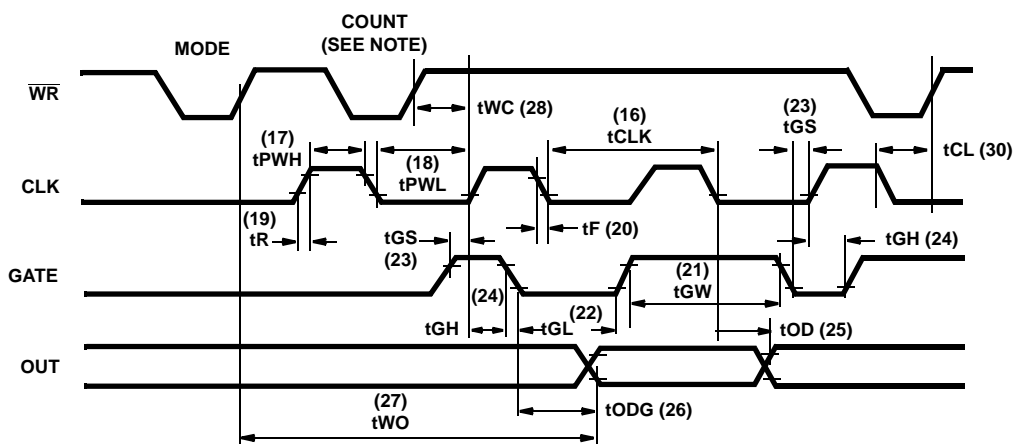 COUNT
(SEE NOTE)
MODE
WR
tWC (28)
(16)
tCLK
(23)
tGS
tCL (30)
(17)
tPWH
(18)
tPWL
CLK
(19)
tR
tGS
(23)
tF (20)
tGH (24)
GATE
(24)
tGH
(22)
tGL
(21)
tGW
tOD (25)
OUT
(27)
tWO
tODG (26)